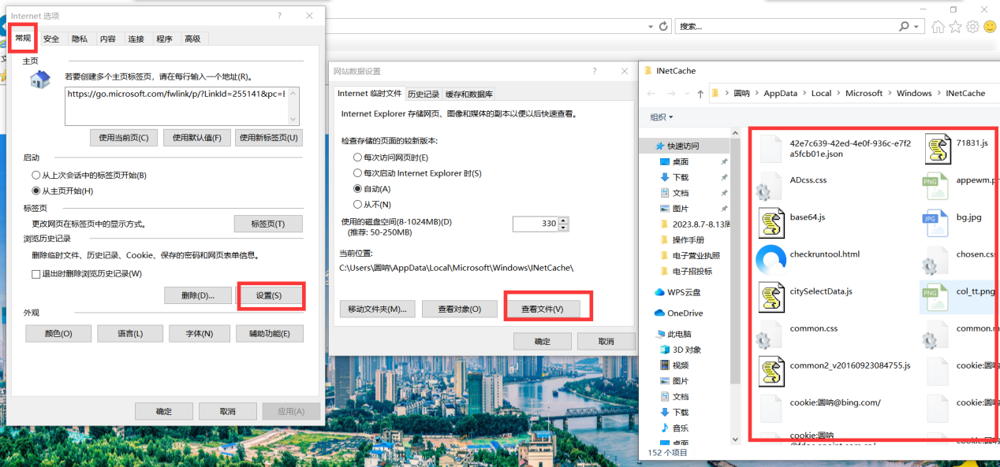 Internet 选项
常规
安全
隐私
内容
连接
程序
高级
主页
若要创建多个主页标签页，请在每行输入一个地址(R)。
https://go.microsoft.com/fwlink/p/?LinkId=255141&pc=E
使用当前页(C)
使用默认值(F)
使用新标签页(U)
启动
从上次会话中的标签页开始(B)
从主页开始(H)
标签页
更改网页在标签页中的显示方式。
标签页(T)
浏览历史记录
删除临时文件、历史记录、Cookie、保存的密码和网页表单信息。
退出时删除浏览历史记录(W)
删除(D)...
设置(S)
外观
颜色(O)
语言(L)
字体(N)
辅助功能(E)
确定
取消
应用(A)
搜索...
网站数据设置
Internet 临时文件
历史记录
缓存和数据库
Internet Explorer 存储网页、图像和媒体的副本以便以后快速查看。
检查存储的页面的较新版本:
每次访问网页时(E)
每次启动 Internet Explorer 时(S)
自动(A)
从不(N)
使用的磁盘空间(8-1024MB)(D)
330
(推荐: 50-250MB)
当前位置:
C:\Users\圆呐\AppData\Local\Microsoft\Windows\INetCache\
移动文件夹(M)...
查看对象(O)
查看文件(V)
确定
取消
INetCache
圆呐 > AppData > Local > Microsoft > Windows > INetCache
组织
快速访问
桌面
下载
文档
图片
2023.8.7-8.13周
操作手册
电子营业执照
电子招投标
WPS云盘
OneDrive
此电脑
3D 对象
视频
图片
文档
下载
音乐
桌面
152 个项目
42e7c639-42ed-4e0f-936c-e7f2
a5fcb01e.json
71831.js
ADcss.css
appewm.pn
base64.js
bg.jpg
checkruntool.html
chosen.css
citySelectData.js
col_tt.png
common.css
common.m
common2_v20160923084755.js
cookie:圆呐
cookie:圆呐@bing.com/
cookie:圆呐
cookie:圆呐